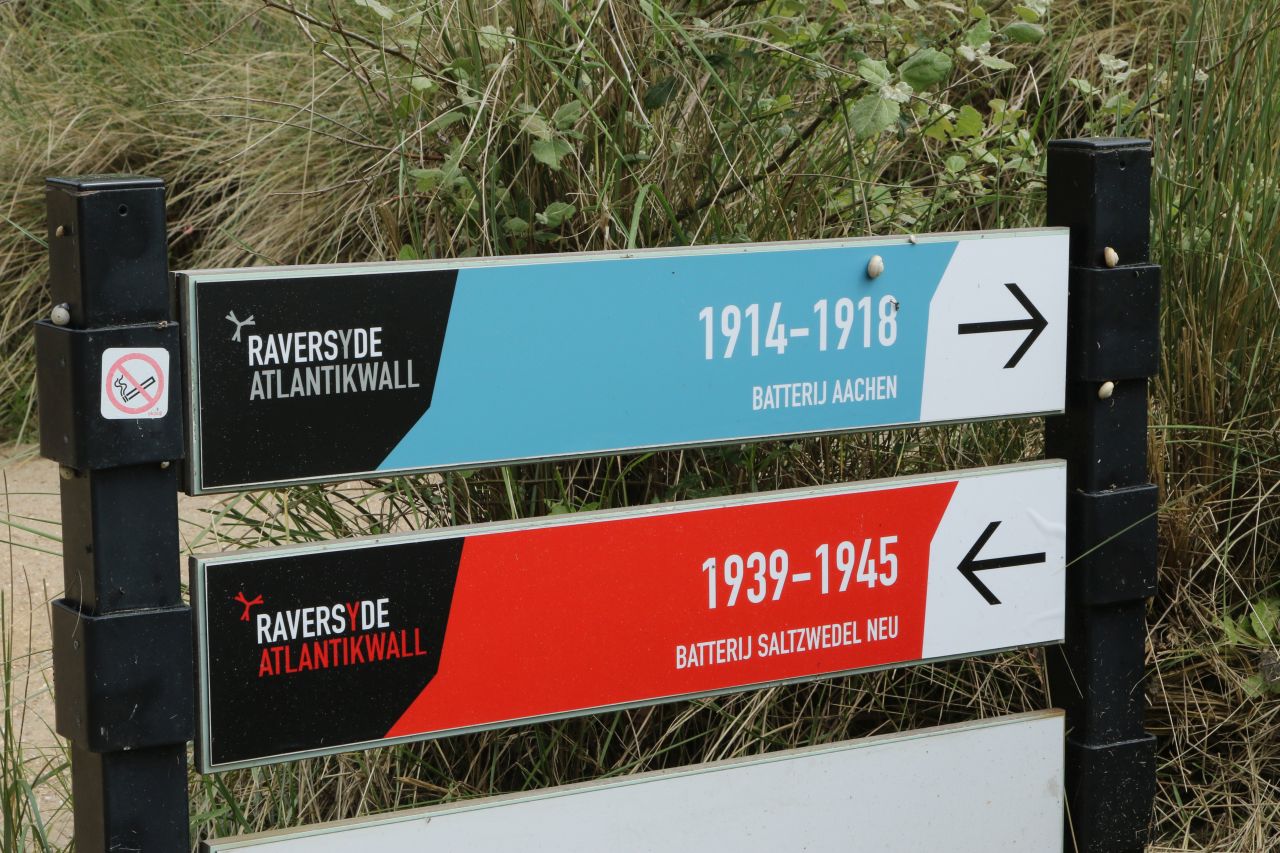 RAVERSYDE
ATLANTIKWALL
1914-1918
BATTERIJ AACHEN
RAVERSYDE
ATLANTIKWALL
1939-1945
BATTERIJ SALTZWEDEL NEU